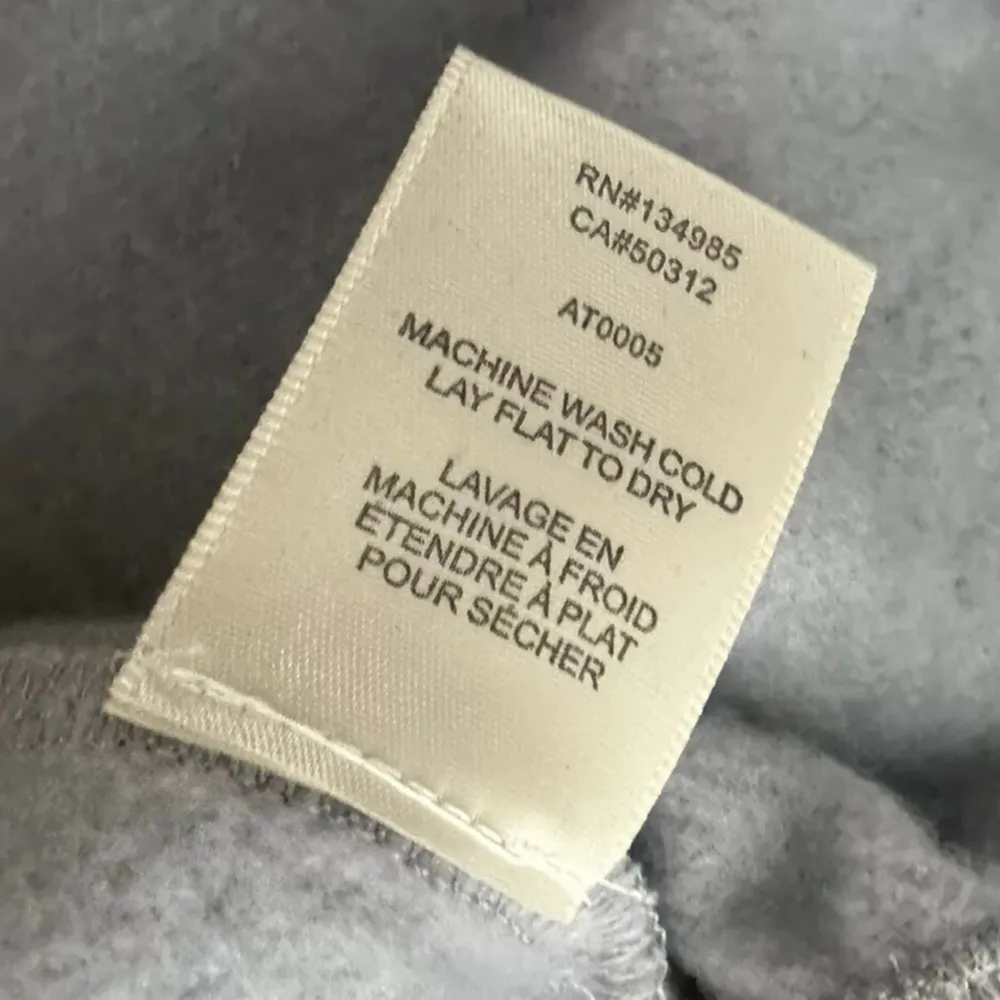 RN#134985
CA#50312
AT0005
MACHINE WASH COLD
LAY FLAT TO DRY
LAVAGE EN
MACHINE À FROID
ÉTENDRE À PLAT
POUR SÉCHER